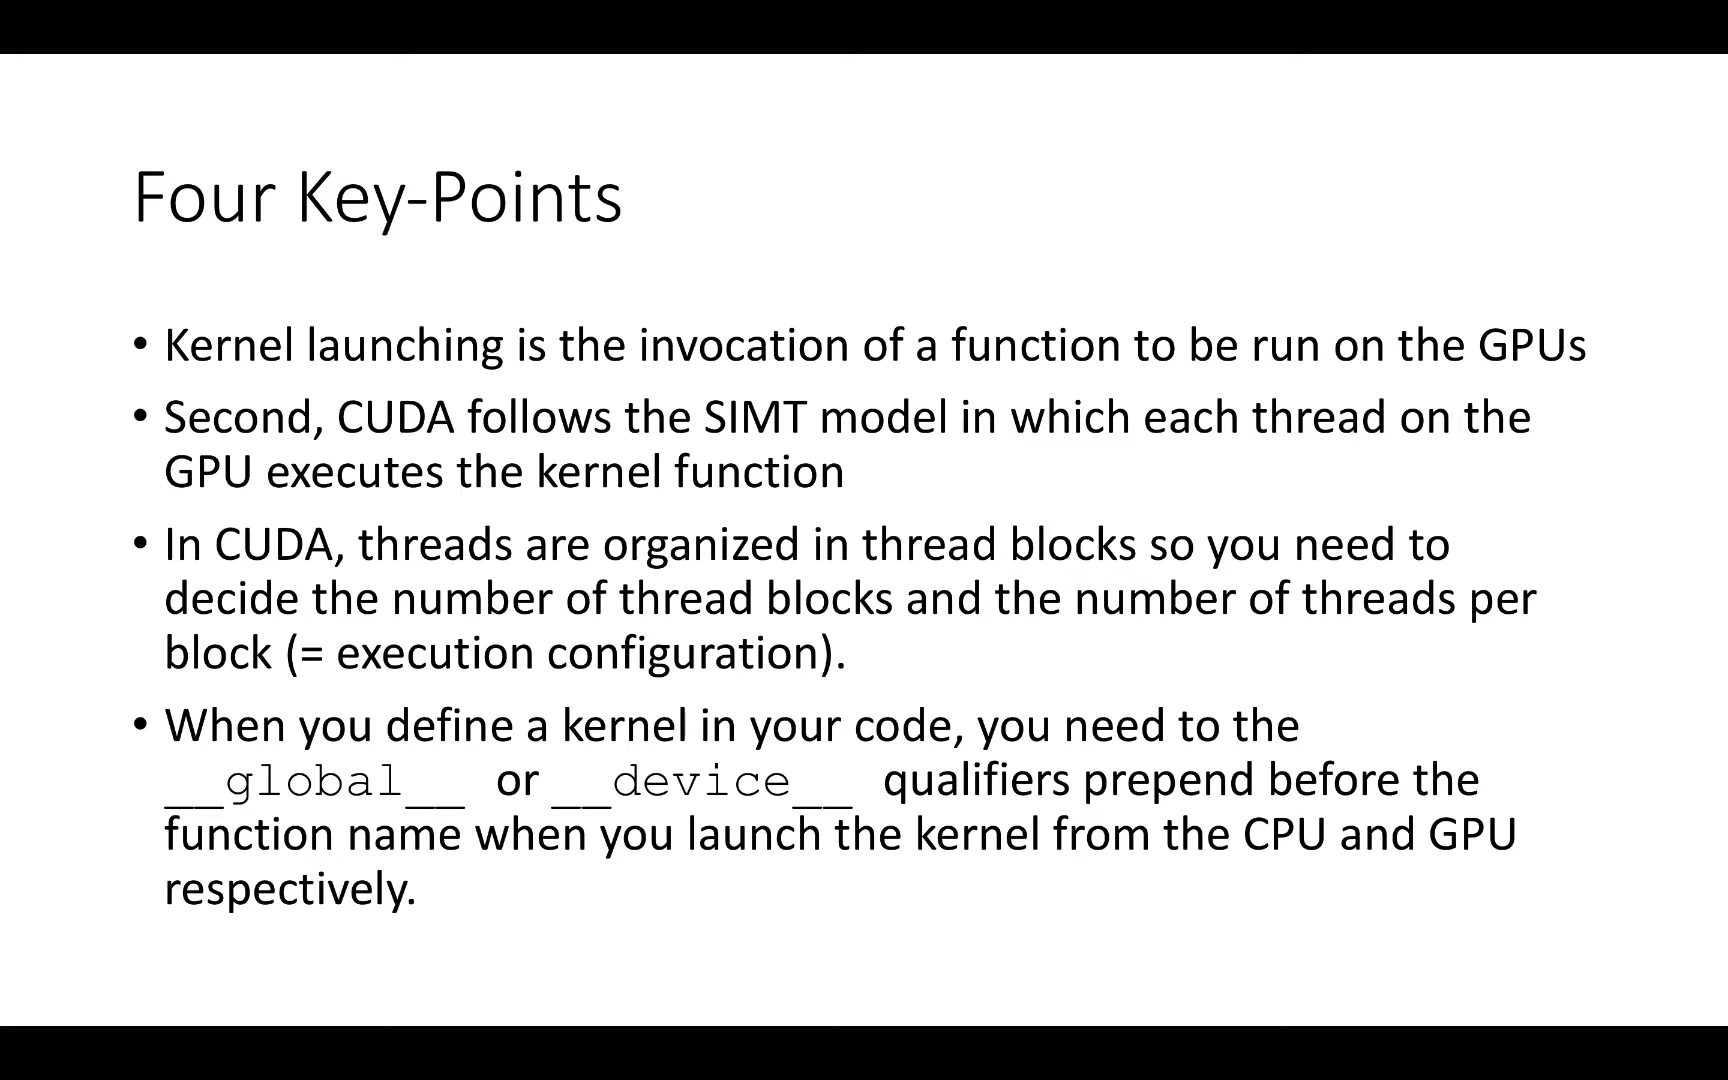 Four Key-Points
• Kernel launching is the invocation of a function to be run on the GPUs
• Second, CUDA follows the SIMT model in which each thread on the
GPU executes the kernel function
• In CUDA, threads are organized in thread blocks so you need to
decide the number of thread blocks and the number of threads per
block (= execution configuration).
• When you define a kernel in your code, you need to the
__global__ or __device__ qualifiers prepend before the
function name when you launch the kernel from the CPU and GPU
respectively.